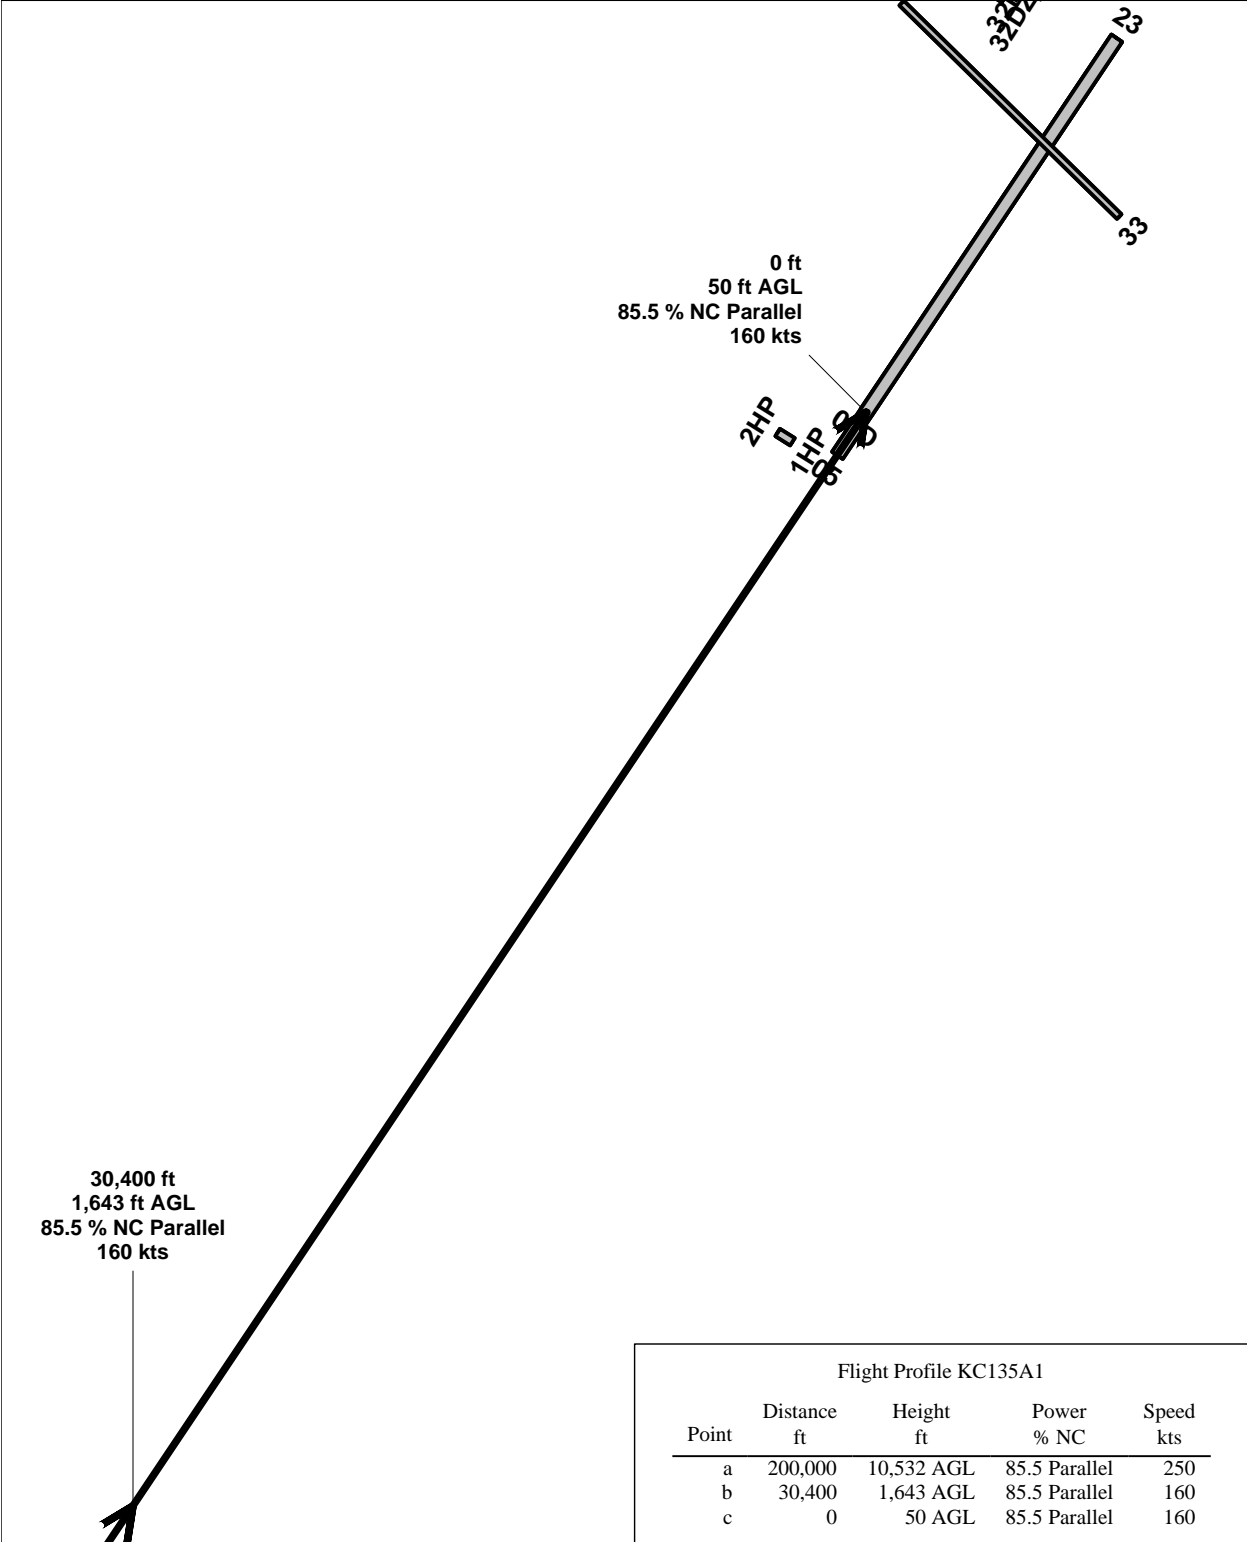 32D2
23
33
0 ft
50 ft AGL
85.5 % NC Parallel
160 kts
2HP
1HP
30,400 ft
1,643 ft AGL
85.5 % NC Parallel
160 kts
Flight Profile KC135A1
Point Distance ft Height ft Power % NC Speed kts
a 200,000 10,532 AGL 85.5 Parallel 250
b 30,400 1,643 AGL 85.5 Parallel 160
c 0 50 AGL 85.5 Parallel 160